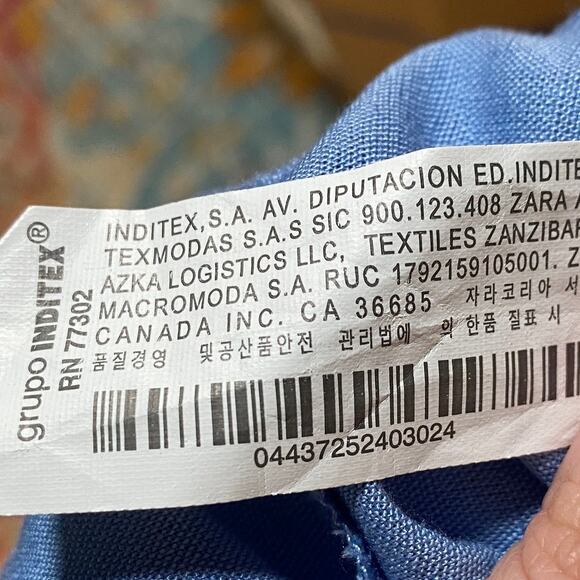 grupo INDITEX®
RN 77302
INDITEX,S.A. AV. DIPUTACION ED.INDITE
TEXMODAS S.A.S SIC 900.123.408 ZARA A
AZKA LOGISTICS LLC, TEXTILES ZANZIBAR
MACROMODA S.A. RUC 1792159105001. Z
CANADA INC. CA 36685 자라코리아 서
품질경영 및공산품안전 관리법에 의 한품 질표 시
04437252403024